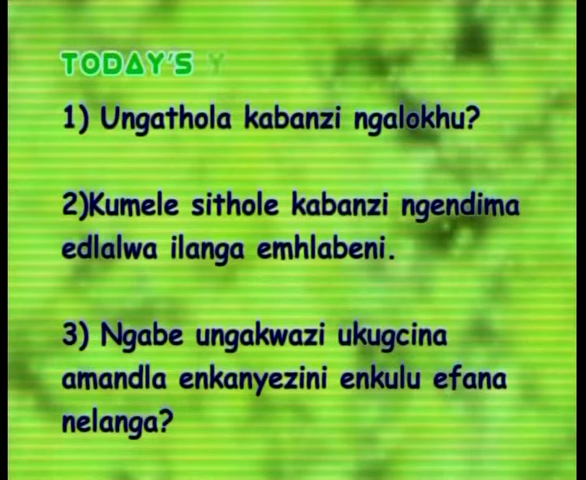 TODAY'S Y
1) Ungathola kabanzi ngalokhu?
2)Kumele sithole kabanzi ngendima
edlalwa ilanga emhlabeni.
3) Ngabe ungakwazi ukugcina
amandla enkanyezini enkulu efana
nelanga?